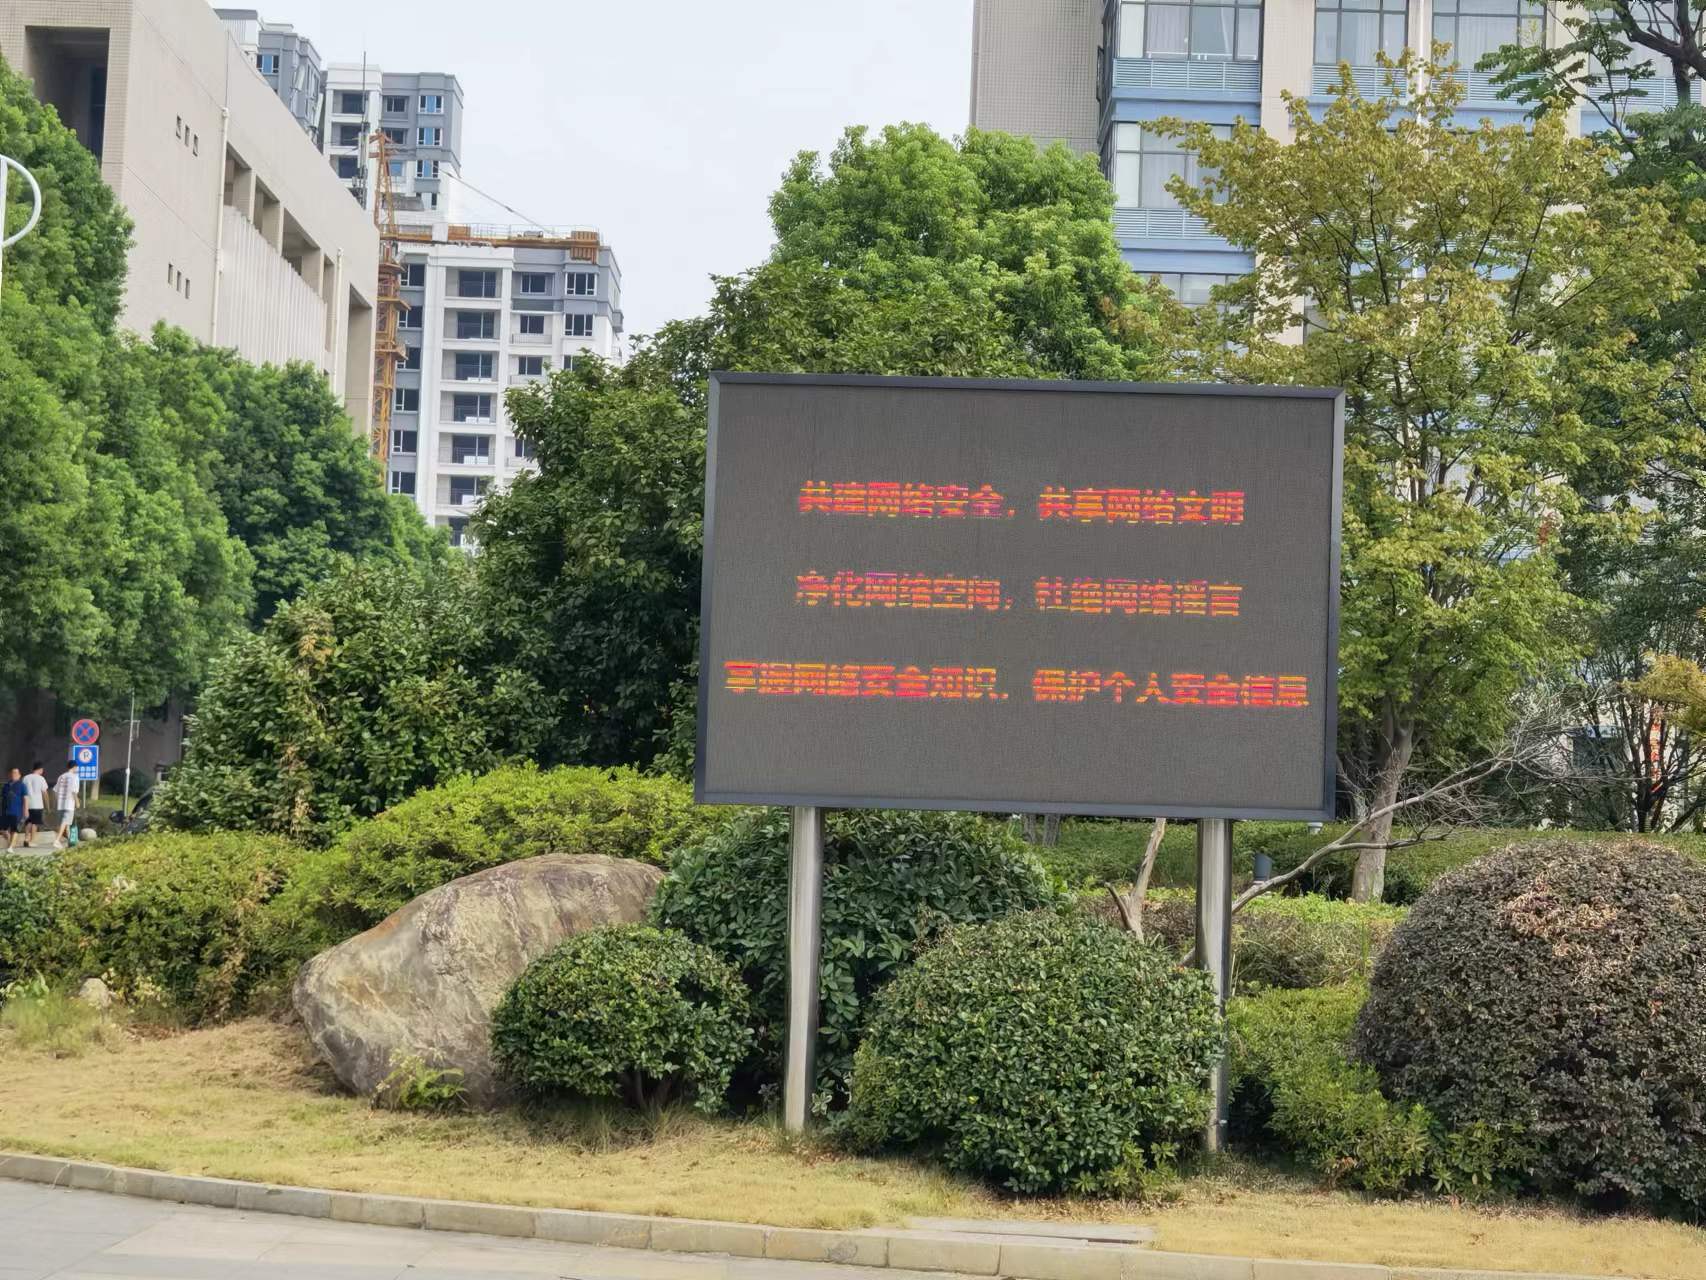 共建网络安全，共享网络文明
净化网络空间，杜绝网络谣言
掌握网络安全知识，保护个人安全信息